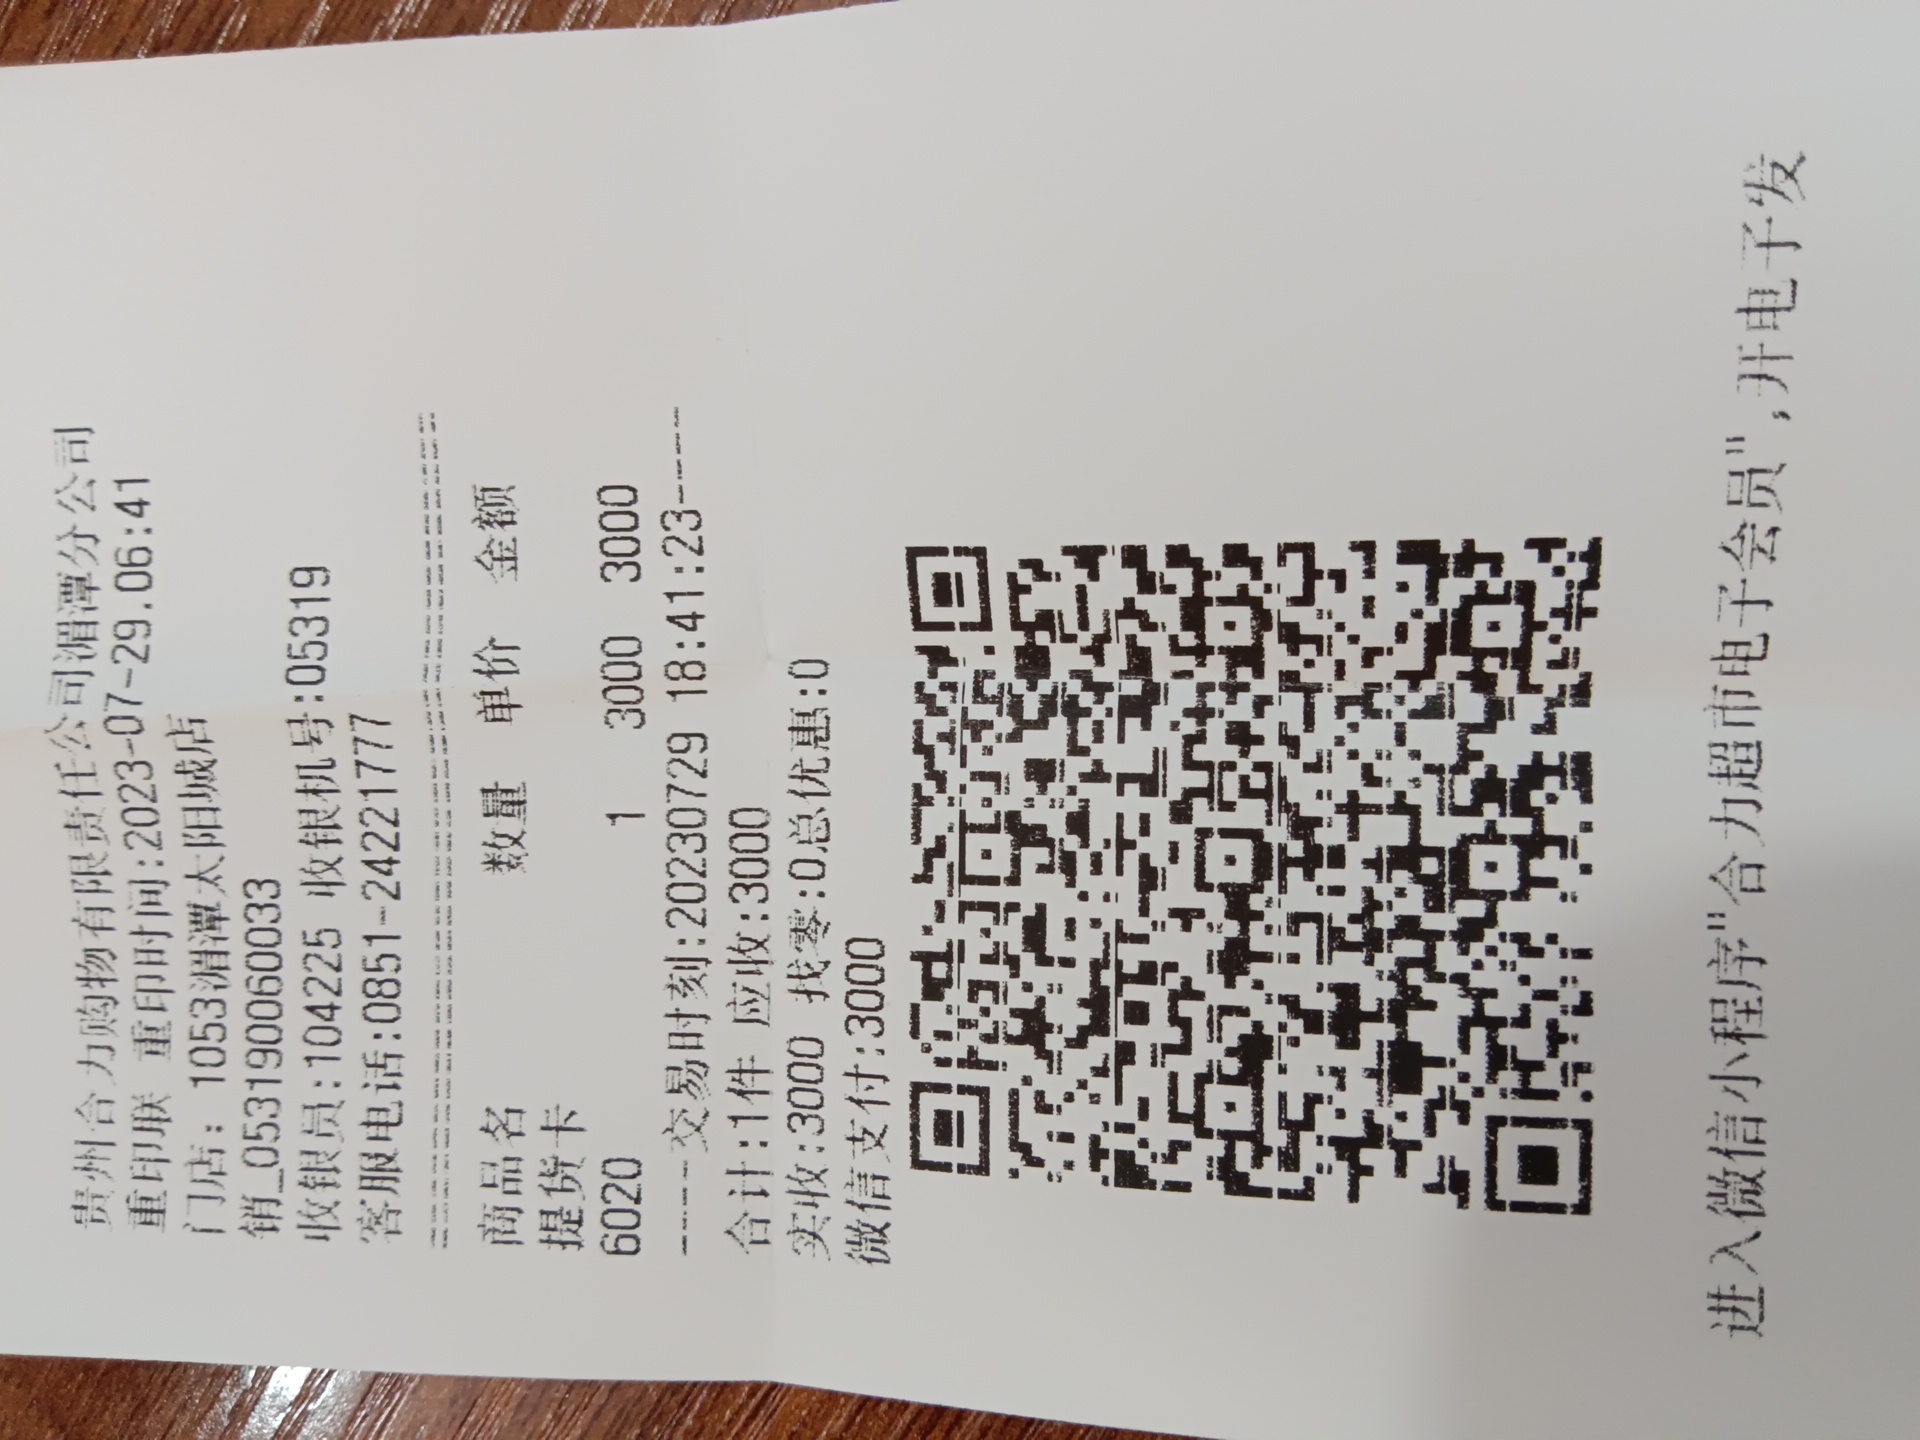 贵州合力购物有限责任公司湄潭分公司
重印联 重印时间:2023-07-29.06:41
门店: 1053湄潭太阳城店
销_053190060033
收银员:104225 收银机号:05319
客服电话:0851-24221777
================================
商品名 数量 单价 金额
提货卡
6020 1 3000 3000
----交易时刻:20230729 18:41:23----
合计:1件 应收:3000
实收:3000 找零:0总优惠:0
微信支付:3000
进入微信小程序"合力超市电子会员",开电子发